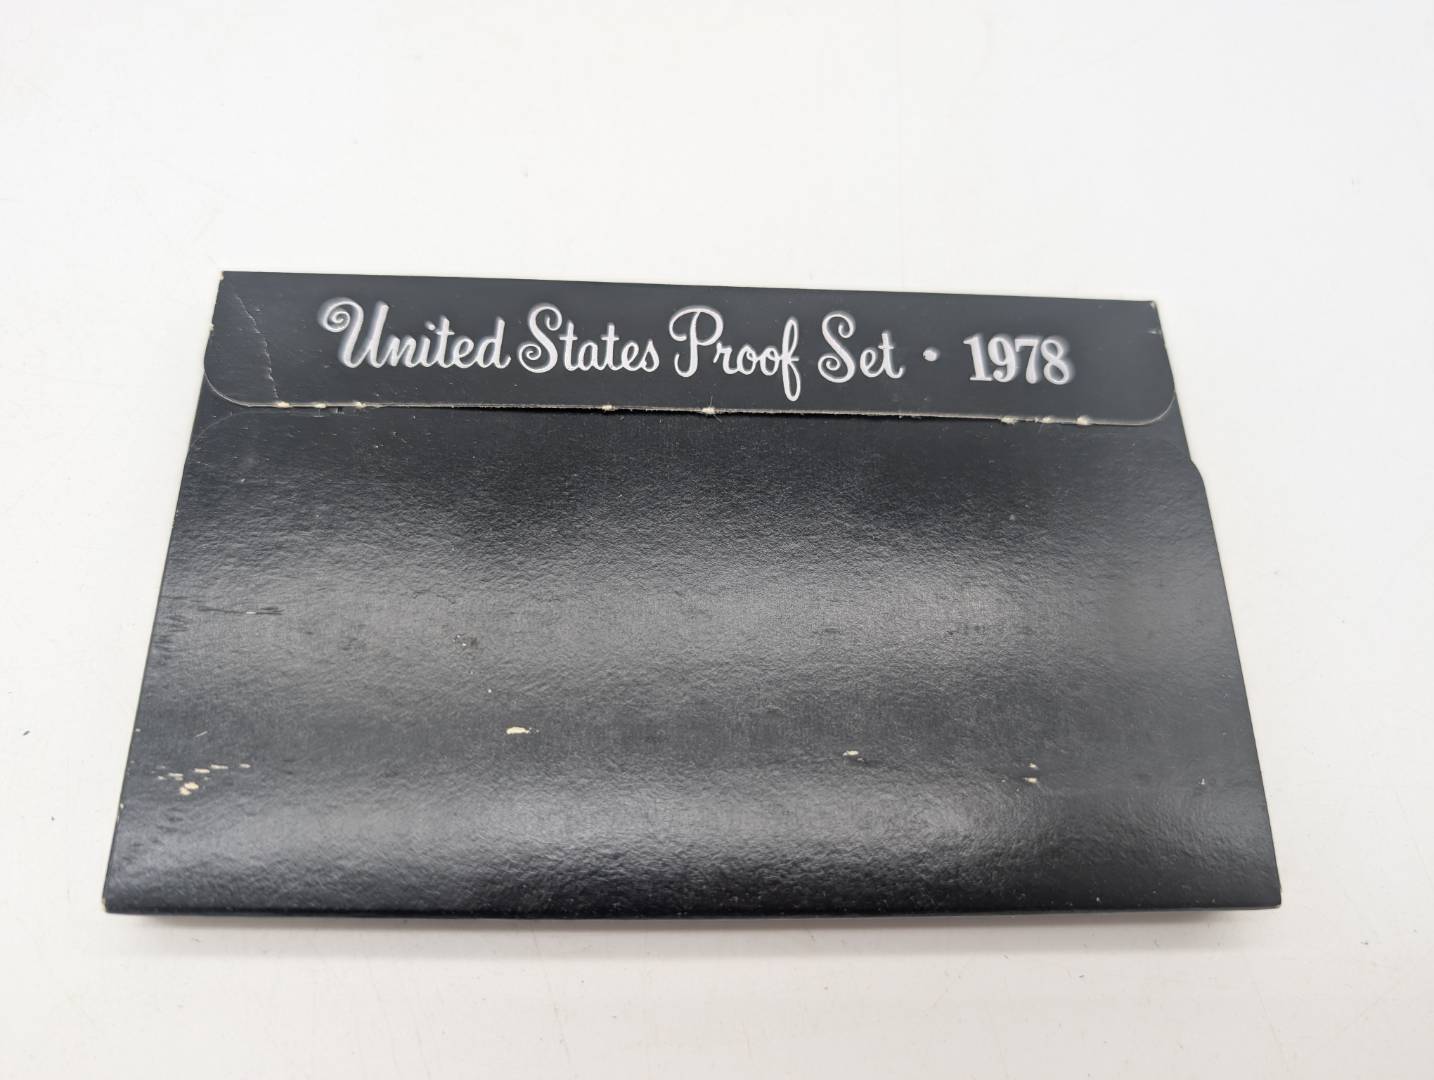 United States Proof Set • 1978